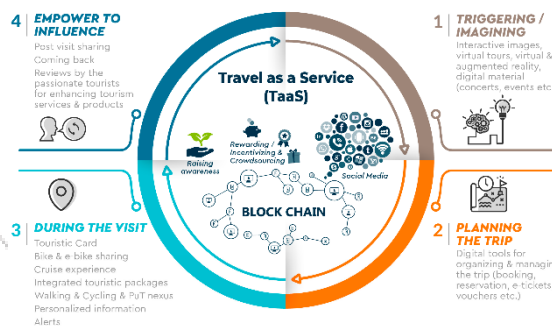 4
EMPOWER TO
INFLUENCE
Post visit sharing
Coming back
Reviews by the
passionate tourists
for enhancing tourism
services & products
1
TRIGGERING /
IMAGINING
Interactive images,
virtual tours, virtual &
augmented reality,
digital material
(concerts, events etc
Travel as a Service
(TaaS)
Raising
awareness
Rewarding /
Incentivizing &
Crowdsourcing
Social Media
BLOCK CHAIN
3
DURING THE VISIT
Touristic Card
Bike & e bike sharing
Cruise experience
Integrated touristic packages
Walking & Cycling & PuT nexus
Personalized information
Alerts
2
PLANNING
THE TRIP
Digital tools for
organizing & managin
the trip (booking,
reservation, e-tickets
vouchers etc.)